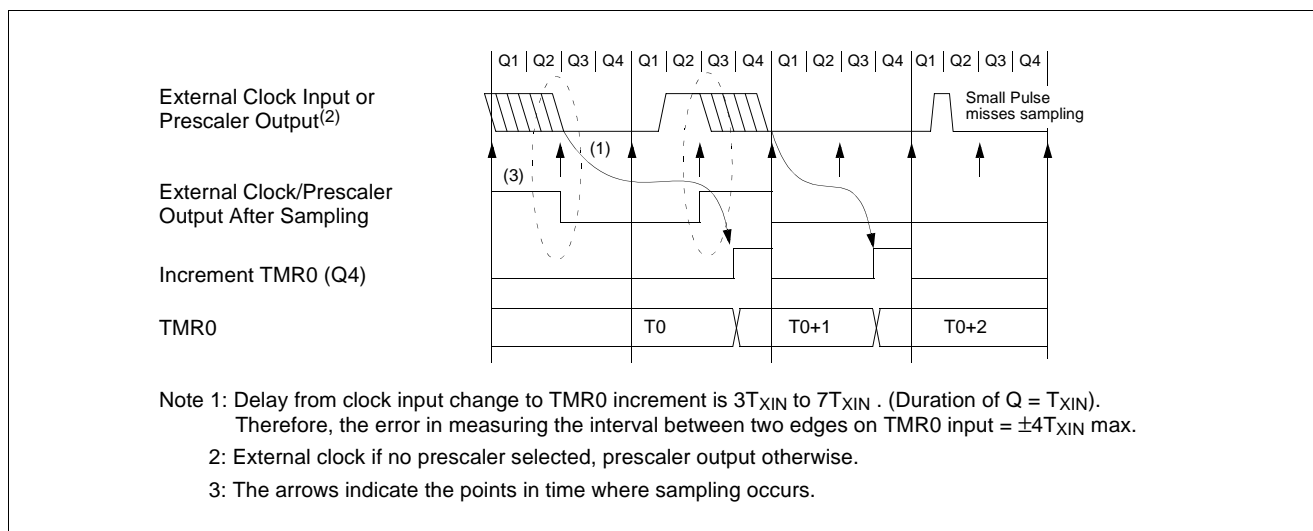 Q1 Q2 Q3 Q4 Q1 Q2 Q3 Q4 Q1 Q2 Q3 Q4 Q1 Q2 Q3 Q4
External Clock Input or
Prescaler Output(2)
Small Pulse
misses sampling
(1)
(3)
External Clock/Prescaler
Output After Sampling
Increment TMR0 (Q4)
TMR0
T0 T0+1 T0+2
Note 1: Delay from clock input change to TMR0 increment is 3TXIN to 7TXIN . (Duration of Q = TXIN).
Therefore, the error in measuring the interval between two edges on TMR0 input = ±4TXIN max.
2: External clock if no prescaler selected, prescaler output otherwise.
3: The arrows indicate the points in time where sampling occurs.